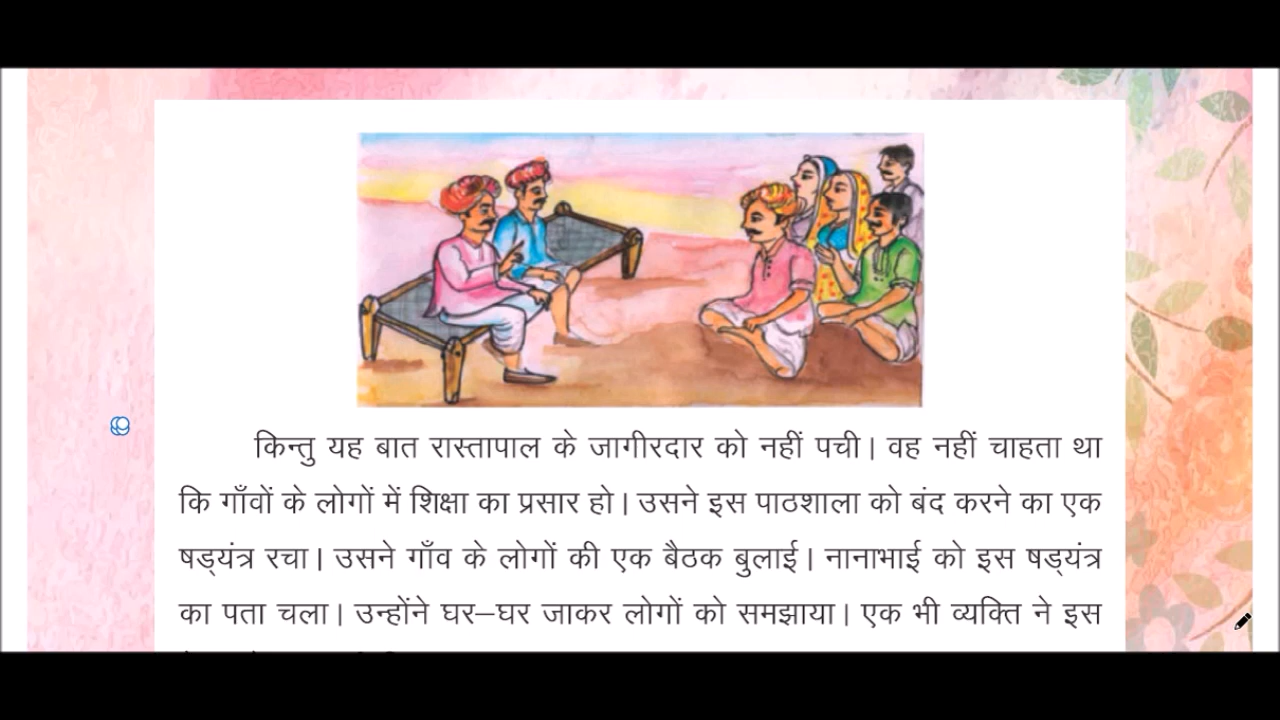 किन्तु यह बात रास्तापाल के जागीरदार को नहीं पची। वह नहीं चाहता था
कि गाँवों के लोगों में शिक्षा का प्रसार हो। उसने इस पाठशाला को बंद करने का एक
षड्यंत्र रचा। उसने गाँव के लोगों की एक बैठक बुलाई। नानाभाई को इस षड्यंत्र
का पता चला। उन्होंने घर–घर जाकर लोगों को समझाया। एक भी व्यक्ति ने इस